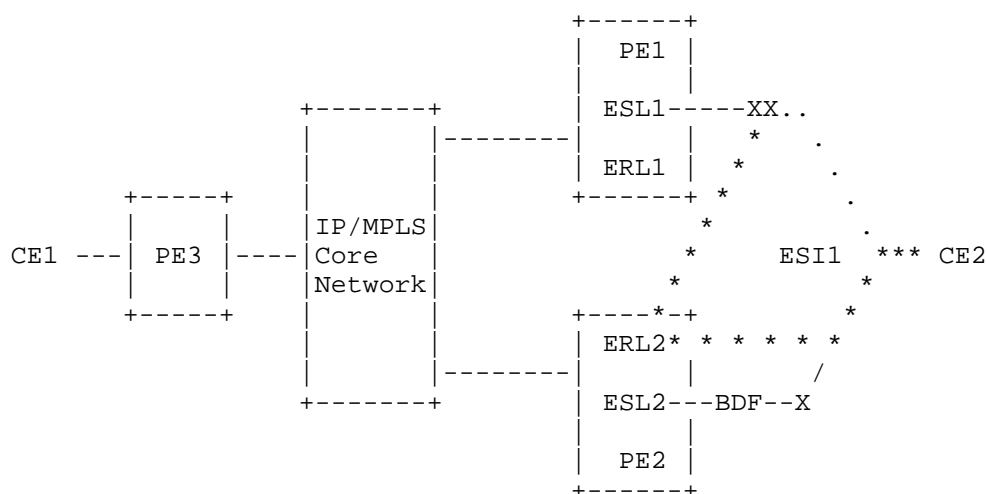 PE1
ESL1-----XX..
ERL1
IP/MPLS
CE1 --- PE3 ----Core ESI1 *** CE2
Network
ERL2* * * * * *
ESL2---BDF--X
PE2